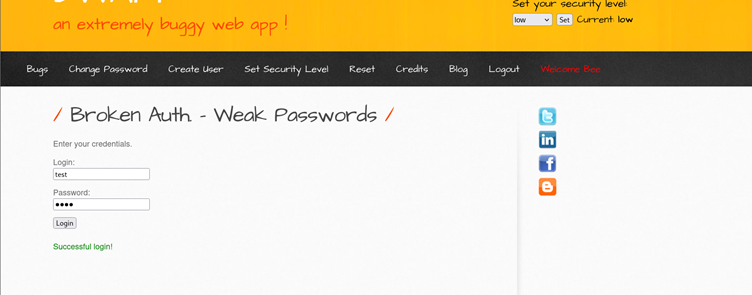 an extremely buggy web app !
Set your security level:
low Set Current: low
Bugs Change Password Create User Set Security Level Reset Credits Blog Logout Welcome Bee
/ Broken Auth. - Weak Passwords /
Enter your credentials.
Login:
test
Password:
●●●●
Login
Successful login!